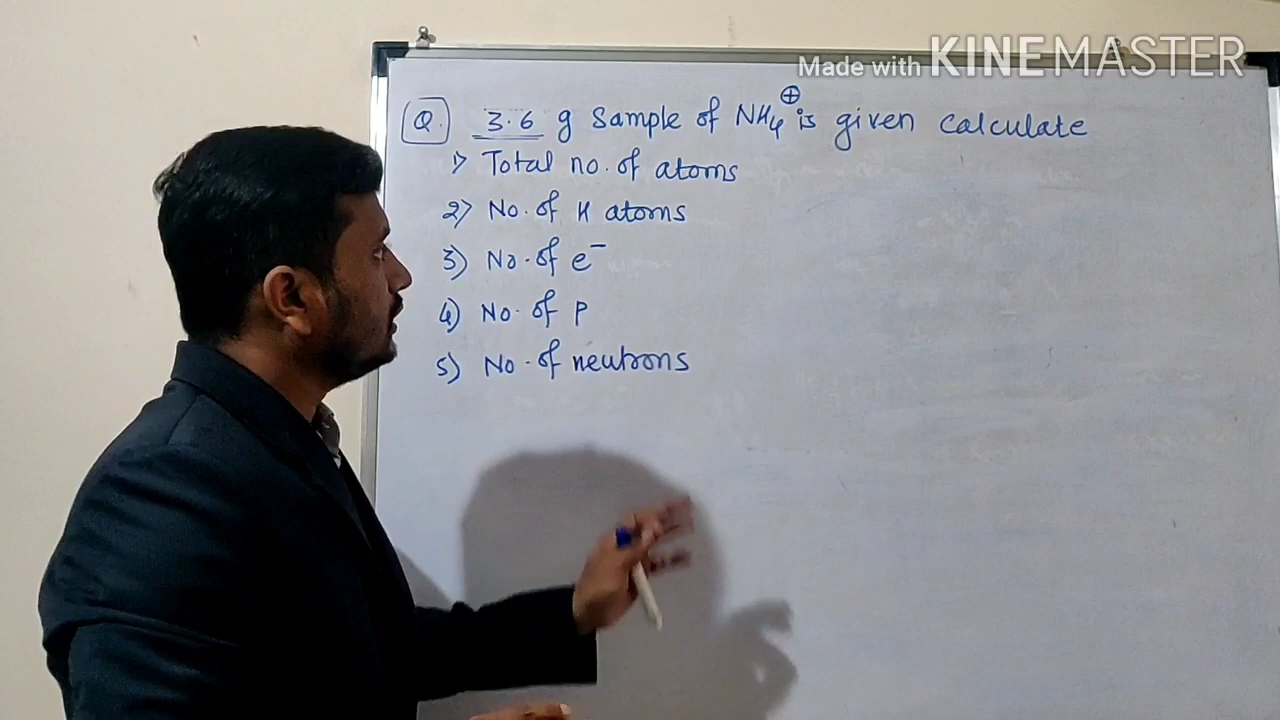 Made with KINEMASTER
Q. 3.6 g Sample of NH4⊕ is given calculate
1) Total no. of atoms
2) No. of H atoms
3) No. of e⁻
4) No. of P
5) No. of neutrons